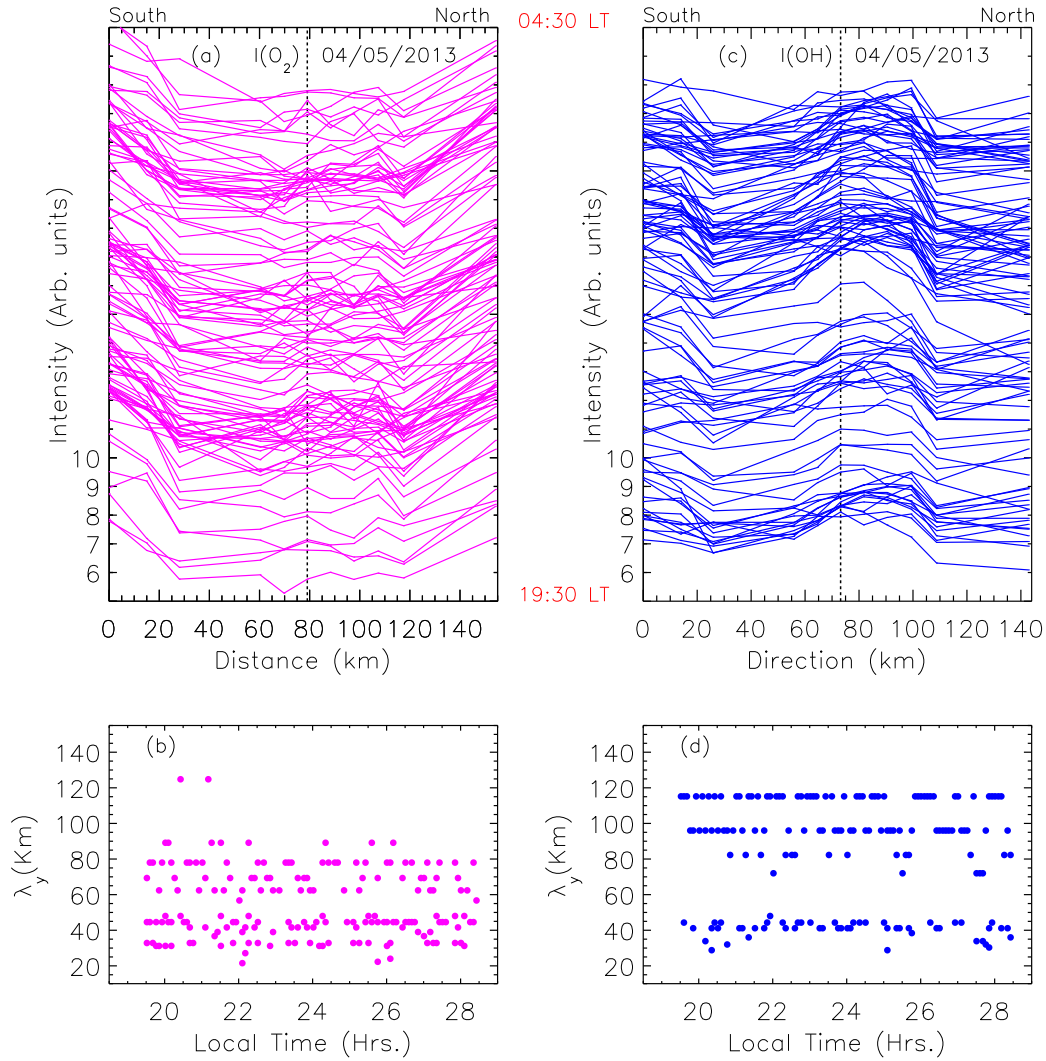 South North
(a) I(O2) 04/05/2013
Intensity (Arb. units)
10
9
8
7
6
0 20 40 60 80 100 120 140
Distance (km)
04:30 LT
19:30 LT
South North
(c) I(OH) 04/05/2013
Intensity (Arb. units)
10
9
8
7
6
0 20 40 60 80 100 120 140
Direction (km)
(b)
λy(Km)
140
120
100
80
60
40
20
20 22 24 26 28
Local Time (Hrs.)
(d)
λy(Km)
140
120
100
80
60
40
20
20 22 24 26 28
Local Time (Hrs.)